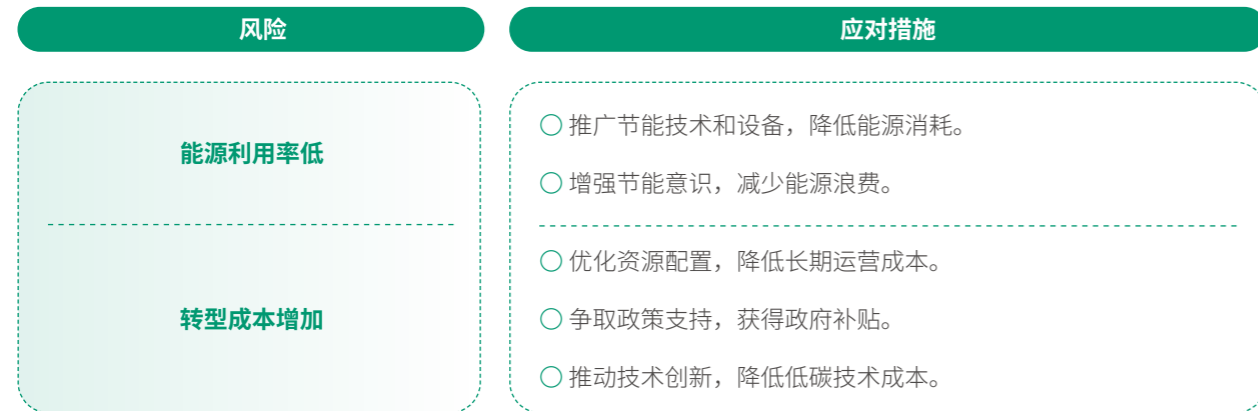 风险
应对措施
能源利用率低
○ 推广节能技术和设备，降低能源消耗。
○ 增强节能意识，减少能源浪费。
转型成本增加
○ 优化资源配置，降低长期运营成本。
○ 争取政策支持，获得政府补贴。
○ 推动技术创新，降低低碳技术成本。